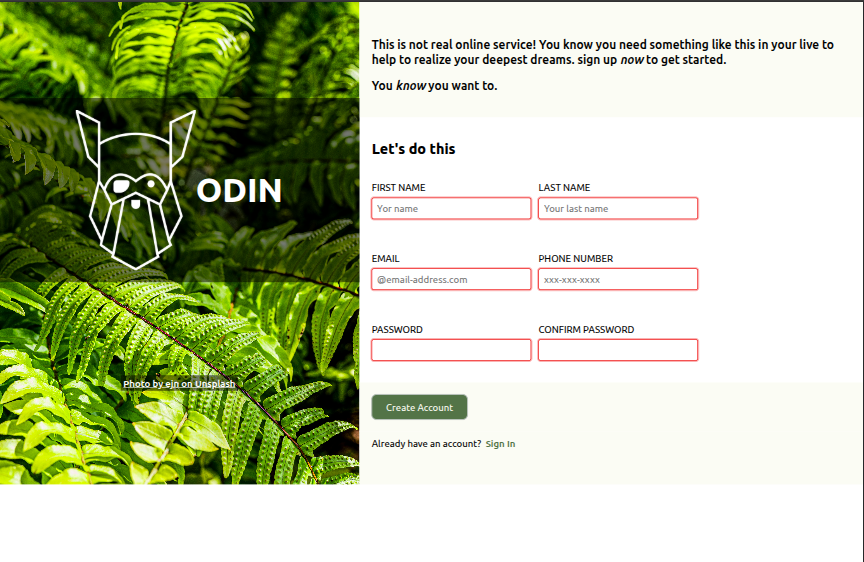 This is not real online service! You know you need something like this in your live to
help to realize your deepest dreams. sign up now to get started.
You know you want to.
ODIN
Let's do this
FIRST NAME
LAST NAME
Yor name
Your last name
EMAIL
PHONE NUMBER
@email-address.com
xxx-xxx-xxxx
PASSWORD
CONFIRM PASSWORD
Photo by ejn on Unsplash
Create Account
Already have an account? Sign In